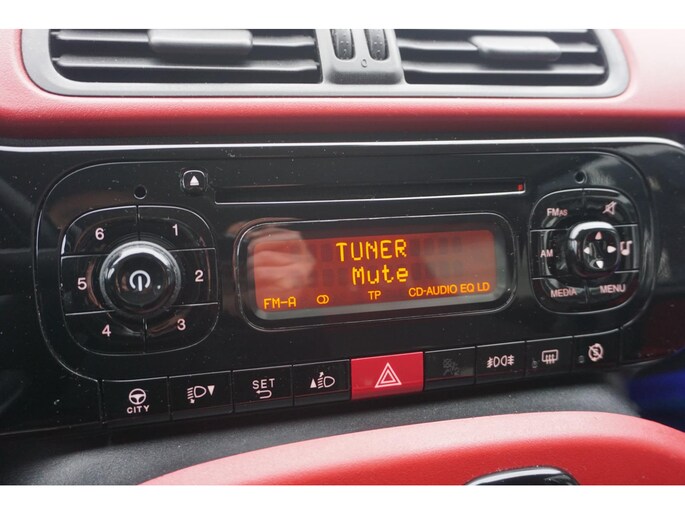 0
6 1
5 2
4 3
TUNER
Mute
FM-A TP CD-AUDIO EQ LD
FMAS
AM
MEDIA MENU
CITY
SET